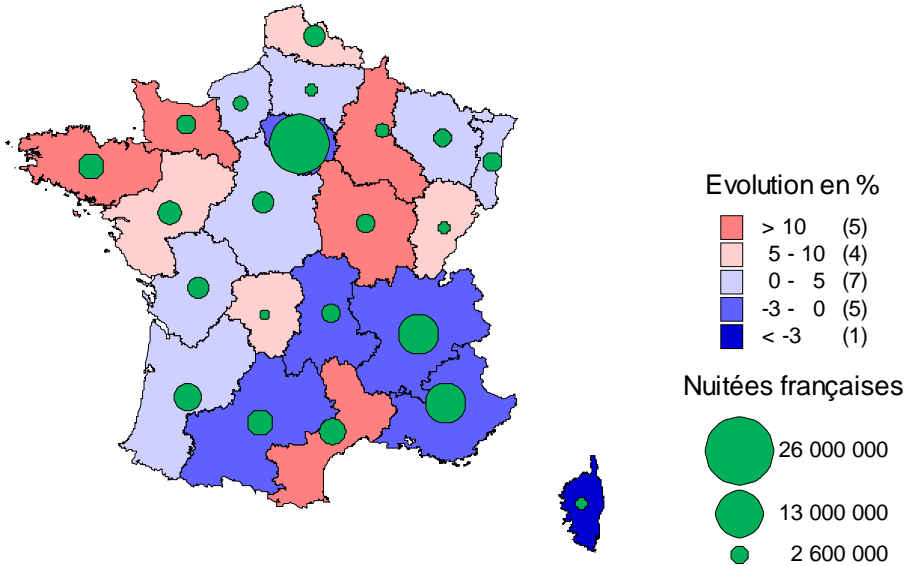 Evolution en %
> 10 (5)
5 - 10 (4)
0 - 5 (7)
-3 - 0 (5)
< -3 (1)
Nuitées françaises
26 000 000
13 000 000
2 600 000